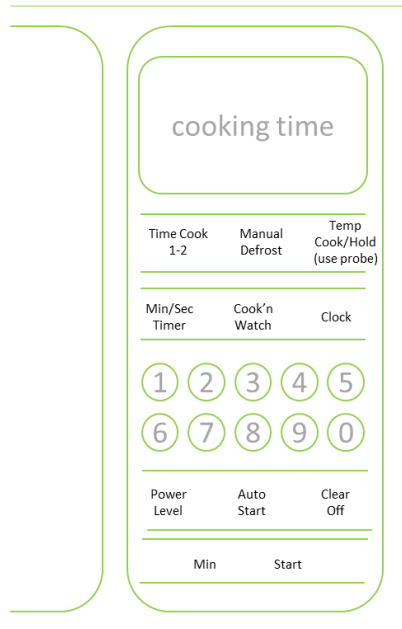 cooking time
Time Cook Manual Temp
1-2 Defrost Cook/Hold
(use probe)
Min/Sec Cook'n Clock
Timer Watch
1 2 3 4 5
6 7 8 9 0
Power Auto Clear
Level Start Off
Min Start